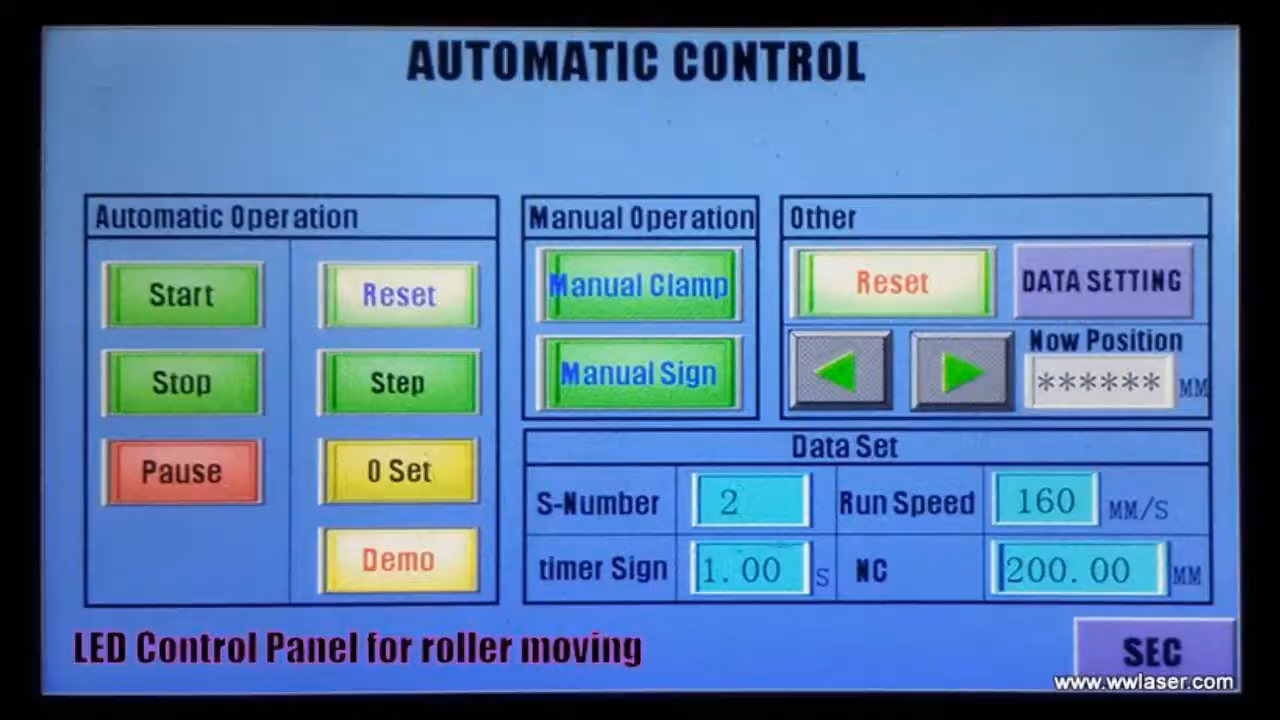 AUTOMATIC CONTROL
Automatic Operation
Start
Reset
Stop
Step
Pause
0 Set
Demo
Manual Operation
Manual Clamp
Manual Sign
Other
Reset
DATA SETTING
Now Position
****** MM
Data Set
S-Number 2 Run Speed 160 MM/S
timer Sign 1.00 S NC 200.00 MM
LED Control Panel for roller moving
SEC
www.wwlaser.com